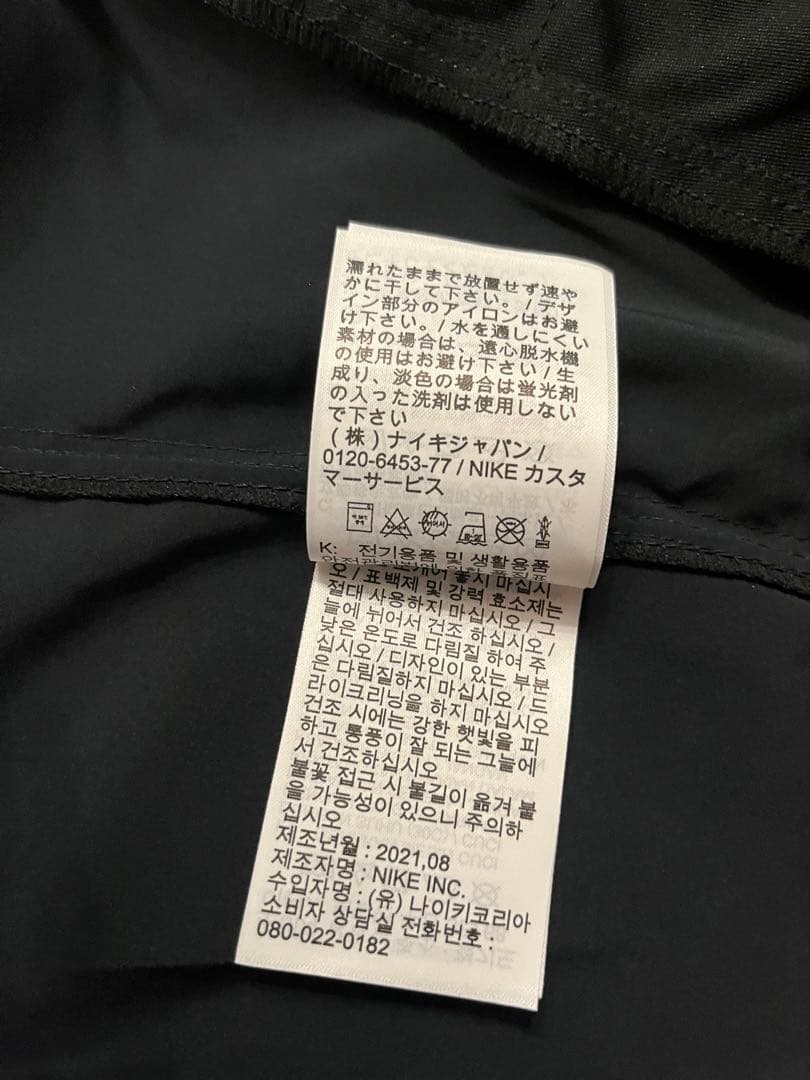 濡れたままで放置せず速や
かに干して下さい。/ デザ
イン部分のアイロンはお避
け下さい。/ 水を通しにくい
素材の場合は、遠心脱水機
の使用はお避け下さい / 生
成り、淡色の場合は蛍光剤
の入った洗剤は使用しない
で下さい
(株)ナイキジャパン /
0120-6453-77 / NIKE カスタ
マーサービス
K: 전기용품 및 생활용품
놓지 마십시
오 / 표백제 및 강력 효소제는
절대 사용하지 마십시오 / 그
늘에 뉘어서 건조 하십시오 /
낮은 온도로 다림질 하여 주
십시오 / 디자인이 있는 부분
은 다림질하지 마십시오 / 드
라이크리닝을 하지 마십시오
건조 시에는 강한 햇빛을 피
하고 통풍이 잘 되는 그늘에
서 건조하십시오
불꽃 접근 시 불길이 옮겨 붙
을 가능성이 있으니 주의하
십시오
제조년월 : 2021,08
제조자명 : NIKE INC.
수입자명 : (유) 나이키코리아
소비자 상담실 전화번호 :
080-022-0182